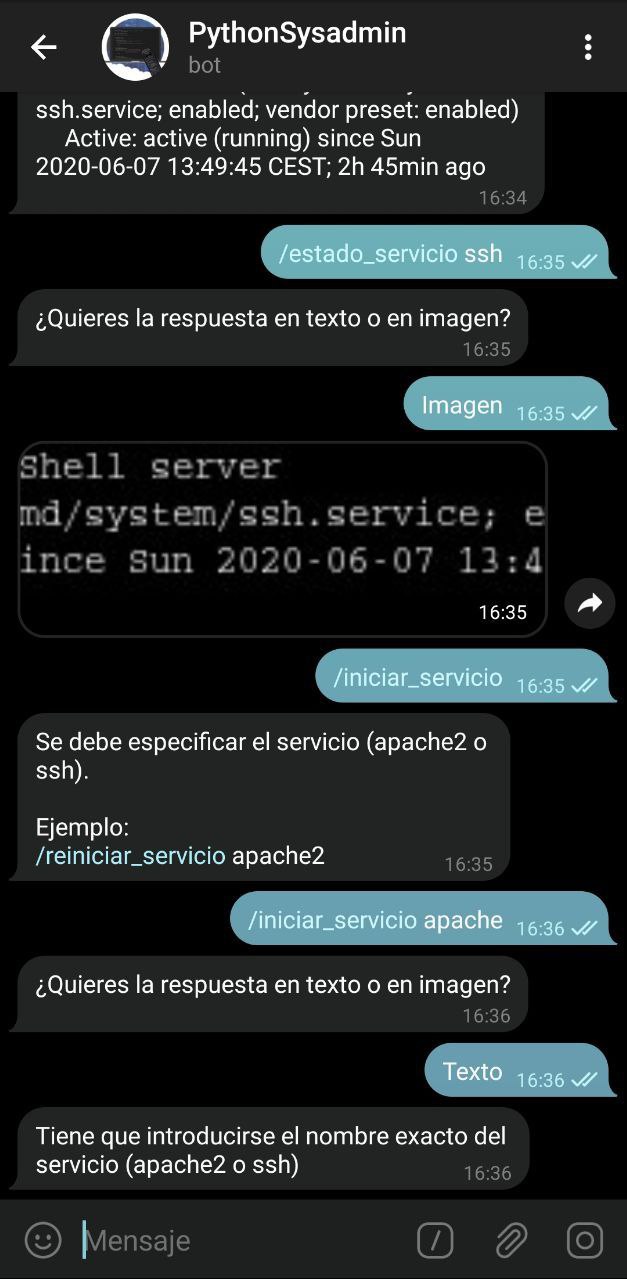 PythonSysadmin
bot
ssh.service; enabled; vendor preset: enabled)
Active: active (running) since Sun
2020-06-07 13:49:45 CEST; 2h 45min ago
16:34
/estado_servicio ssh 16:35
¿Quieres la respuesta en texto o en imagen?
16:35
Imagen 16:35
Shell server
md/system/ssh.service; e
ince Sun 2020-06-07 13:4
16:35
/iniciar_servicio 16:35
Se debe especificar el servicio (apache2 o
ssh).
Ejemplo:
/reiniciar_servicio apache2
16:35
/iniciar_servicio apache 16:36
¿Quieres la respuesta en texto o en imagen?
16:36
Texto 16:36
Tiene que introducirse el nombre exacto del
servicio (apache2 o ssh)
16:36
Mensaje